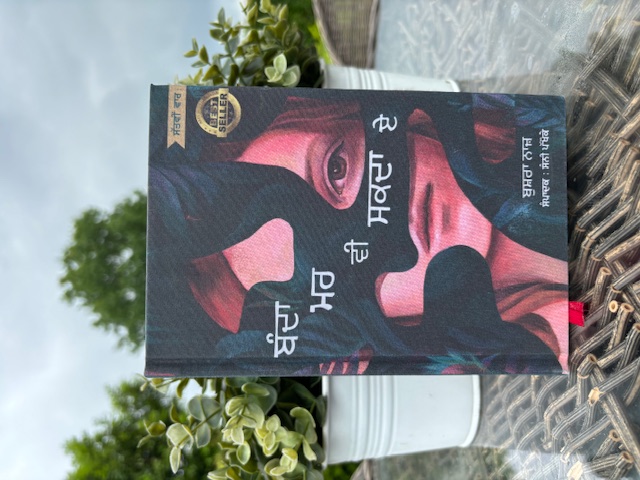 ਸੱਤਵੀਂ ਵਾਰ
BEST
SELLER
ਬੰਦਾ
ਮਰ
ਵੀ
ਸਕਦਾ ਏ
ਬੁਸ਼ਰਾ ਨਾਜ਼
ਸੰਪਾਦਕ : ਸੰਨੀ ਪੱਖੋਕੇ